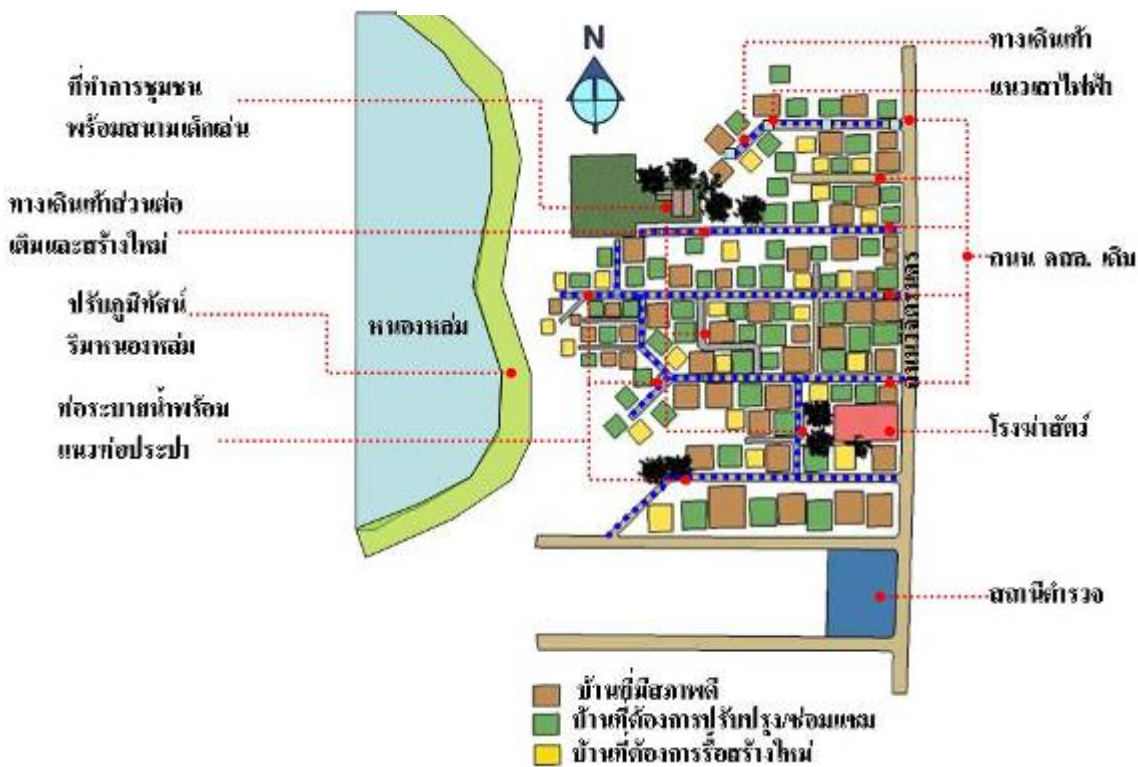 N
ที่ทำการชุมชน
พร้อมสนามเด็กเล่น
ทางเดินเท้าส่วนต่อ
เติมและสร้างใหม่
ปรับภูมิทัศน์
ริมหนองหล่ม
ท่อระบายน้ำพร้อม
แนวท่อประปา
หนองหล่ม
ทางเดินเท้า
แนวเสาไฟฟ้า
ถนน คสล. เดิม
โรงฆ่าสัตว์
สถานีตำรวจ
บ้านที่มีสภาพดี
บ้านที่ต้องการปรับปรุง/ซ่อมแซม
บ้านที่ต้องการรื้อสร้างใหม่